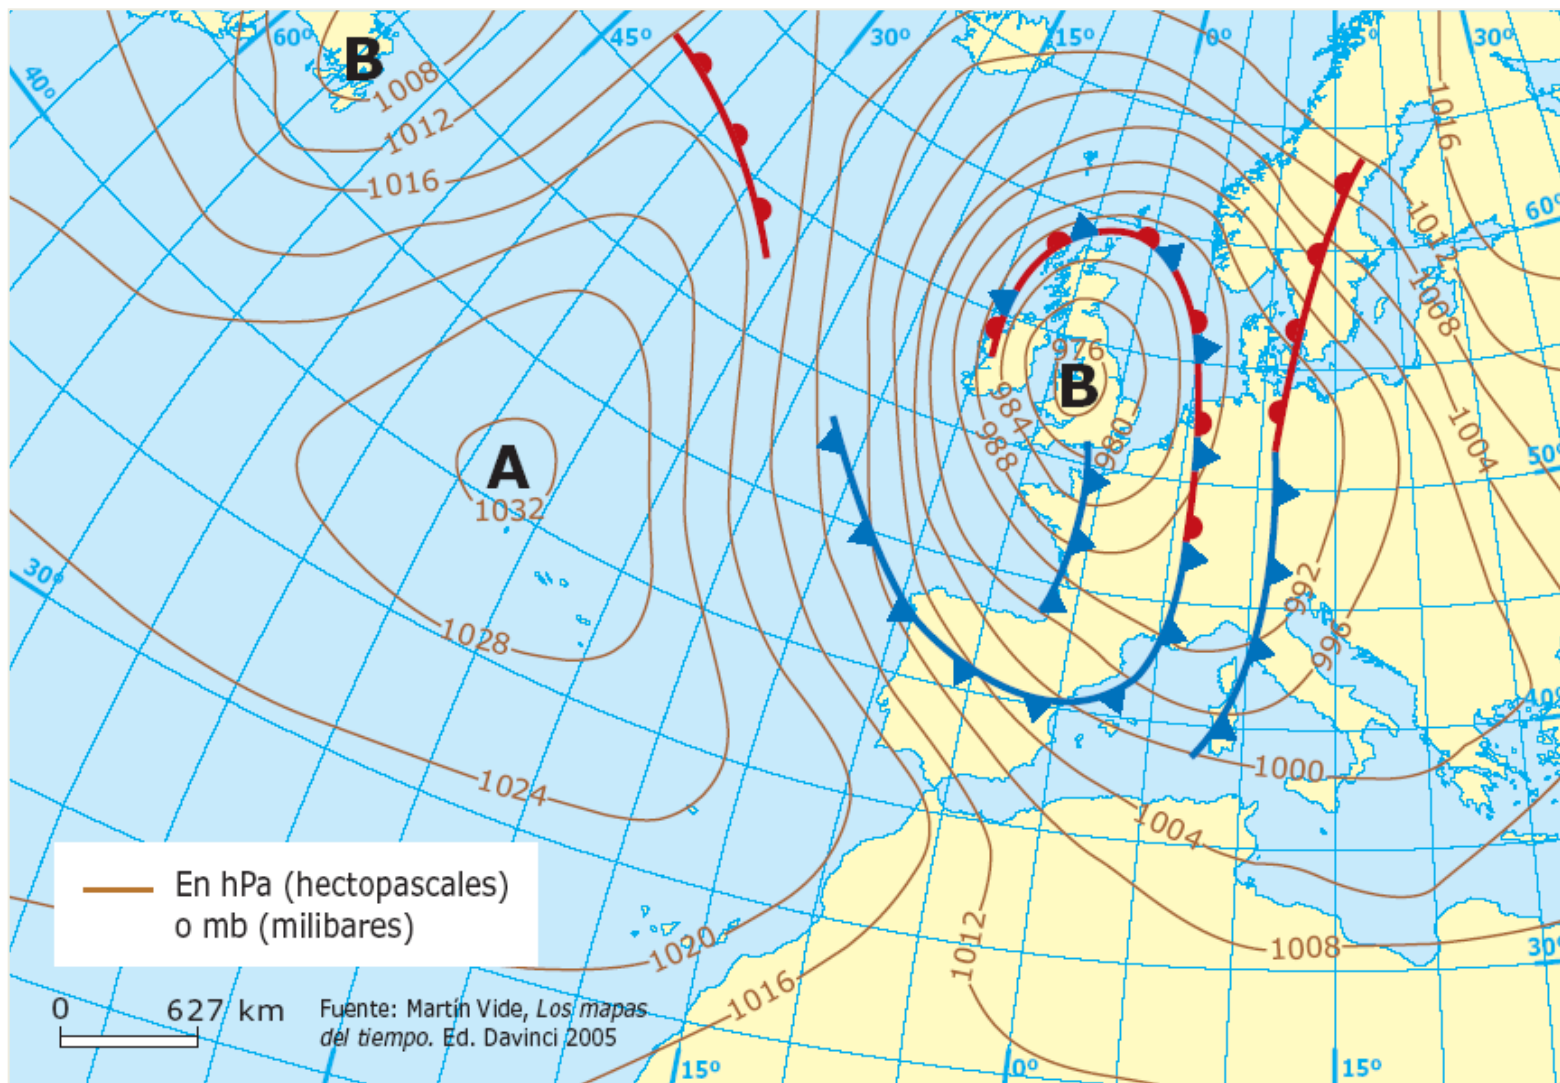 60º
B
45º
30º
15º
0º
30º
40º
1008
1012
1016
1016
1012
60º
1008
976
B
984
988
980
1004
50º
A
1032
30º
1028
992
996
40º
1000
1024
1004
En hPa (hectopascales)
o mb (milibares)
1020
1012
1008
30º
1016
0 627 km
Fuente: Martín Vide, Los mapas
del tiempo. Ed. Davinci 2005
15º
0º
15º